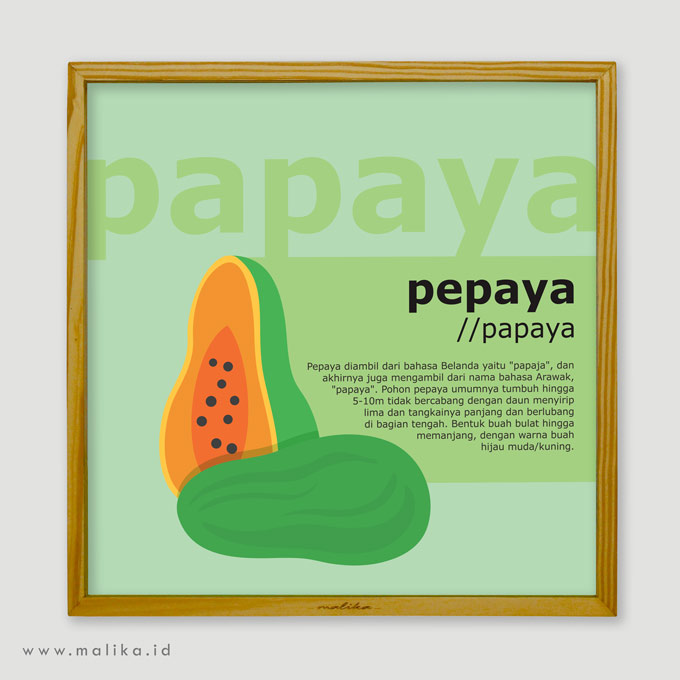 papaya
pepaya
//papaya
Pepaya diambil dari bahasa Belanda yaitu "papaja", dan
akhirnya juga mengambil dari nama bahasa Arawak,
"papaya". Pohon pepaya umumnya tumbuh hingga
5-10m tidak bercabang dengan daun menyirip
lima dan tangkainya panjang dan berlubang
di bagian tengah. Bentuk buah bulat hingga
memanjang, dengan warna buah
hijau muda/kuning.
malika
www.malika.id